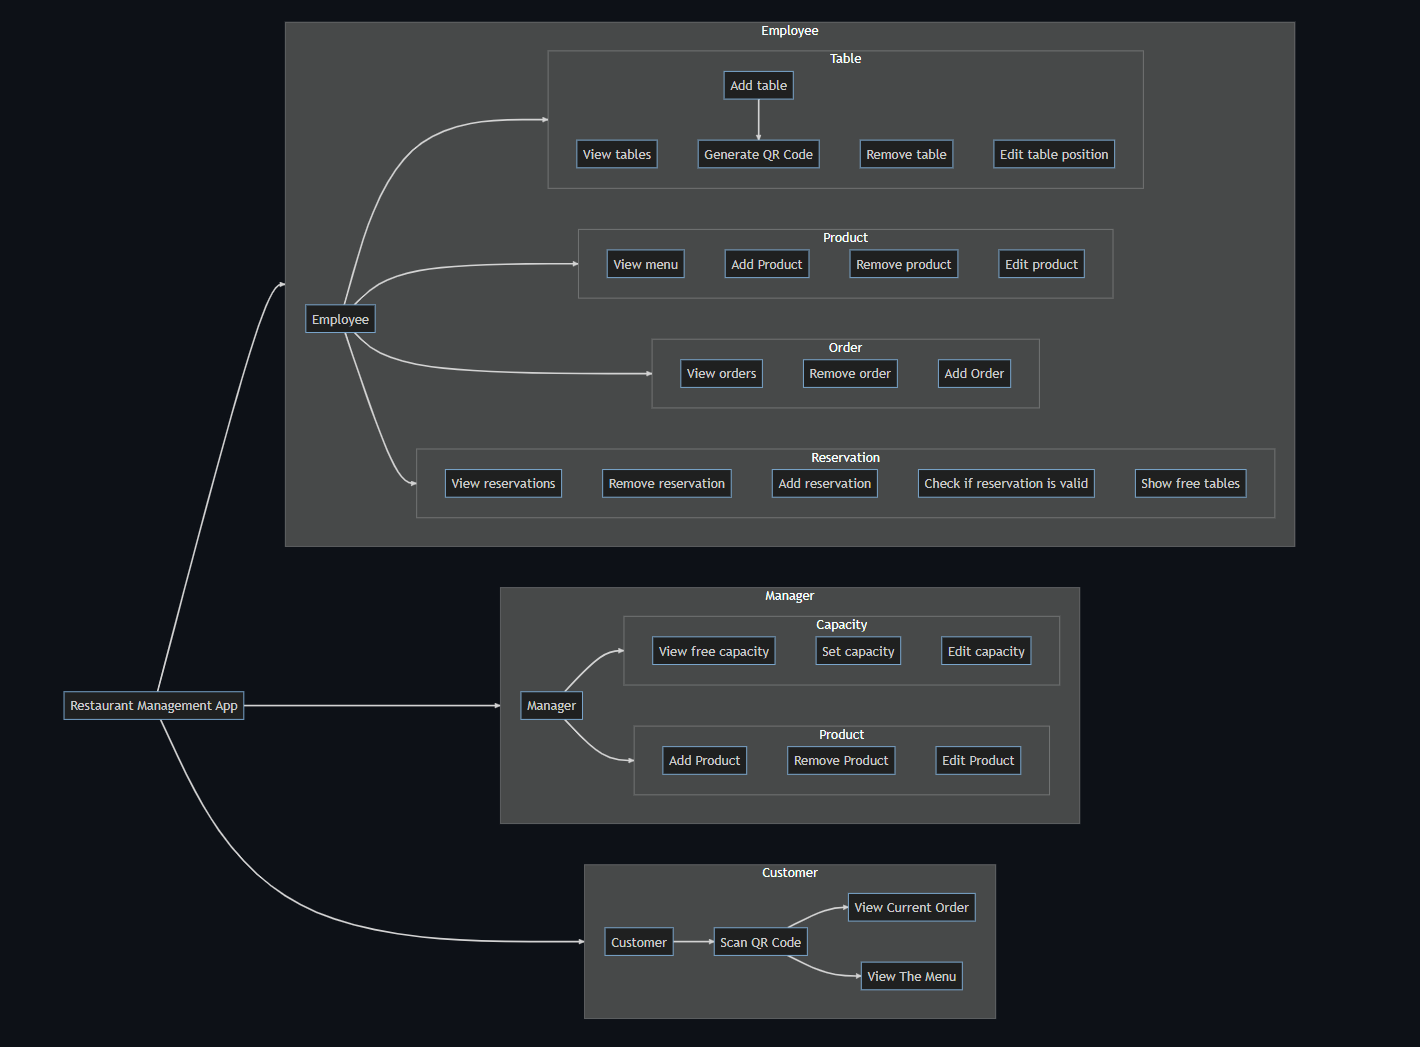 Employee
Table
Add table
View tables
Generate QR Code
Remove table
Edit table position
Product
View menu
Add Product
Remove product
Edit product
Employee
Order
View orders
Remove order
Add Order
Reservation
View reservations
Remove reservation
Add reservation
Check if reservation is valid
Show free tables
Manager
Capacity
View free capacity
Set capacity
Edit capacity
Restaurant Management App
Manager
Product
Add Product
Remove Product
Edit Product
Customer
View Current Order
Customer
Scan QR Code
View The Menu